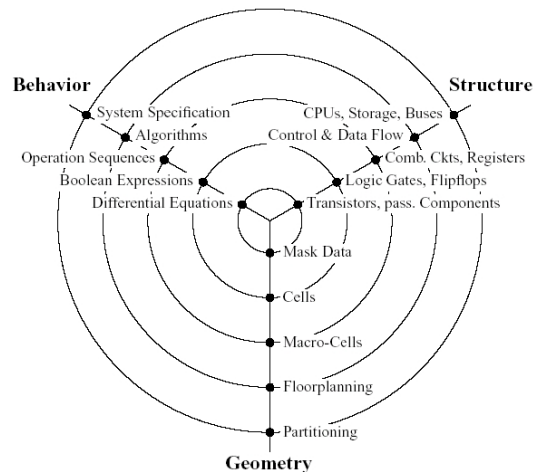 Behavior
Structure
System Specification
CPUs, Storage, Buses
Algorithms
Control & Data Flow
Operation Sequences
Comb. Ckts, Registers
Boolean Expressions
Logic Gates, Flipflops
Differential Equations
Transistors, pass. Components
Mask Data
Cells
Macro-Cells
Floorplanning
Partitioning
Geometry